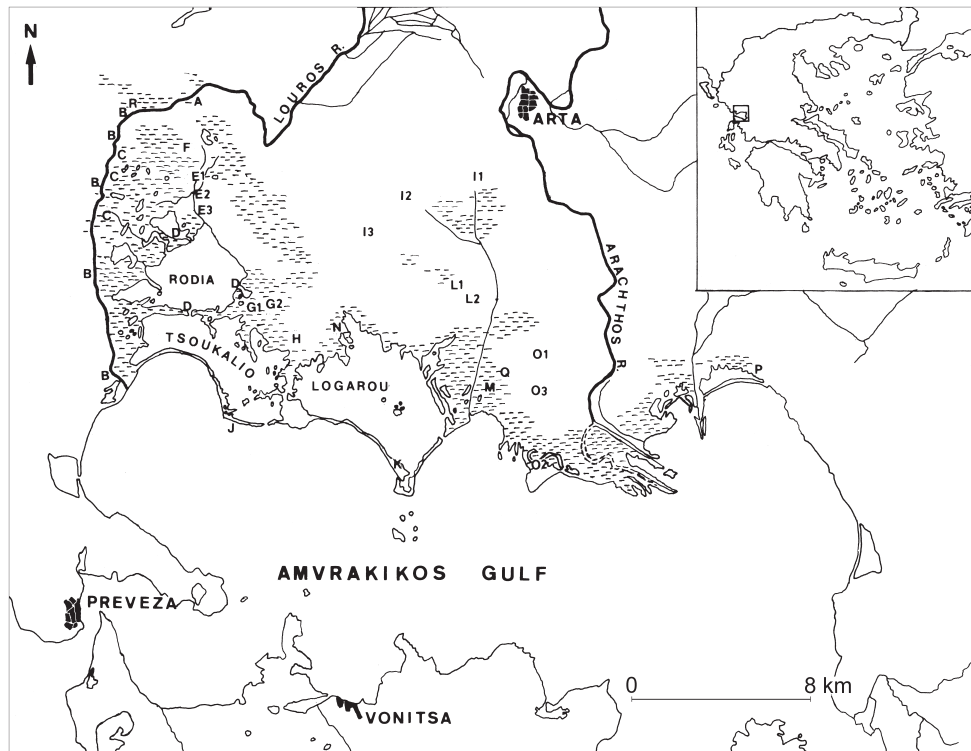 N
LOUROS R.
R
A
B
B
ARTA
C
F
C
E1
I1
B
E2
I2
C
E3
D
I3
B
RODIA
D
L1
ARACHTHOS R.
D
G1
G2
L2
TSOUKALIO
H
N
O1
B
LOGAROU
Q
M
O3
P
J
K
O2
AMVRAKIKOS GULF
PREVEZA
0
8 km
VONITSA